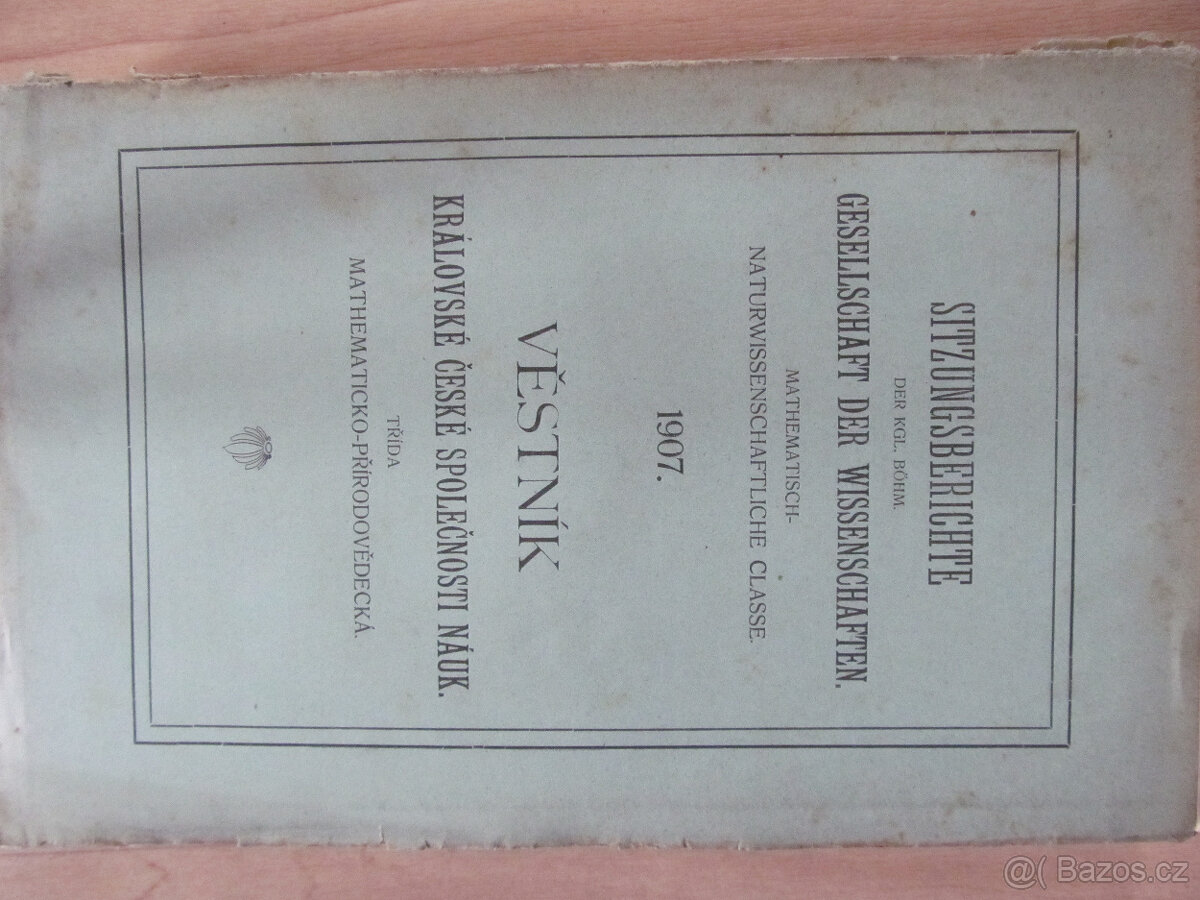 SITZUNGSBERICHTE
DER KGL. BÖHM.
GESELLSCHAFT DER WISSENSCHAFTEN.
MATHEMATISCH-
NATURWISSENSCHAFTLICHE CLASSE.
1907.
VĚSTNÍK
KRÁLOVSKÉ ČESKÉ SPOLEČNOSTI NÁUK.
TŘÍDA
MATHEMATICKO-PŘÍRODOVĚDECKÁ.
@( Bazos.cz